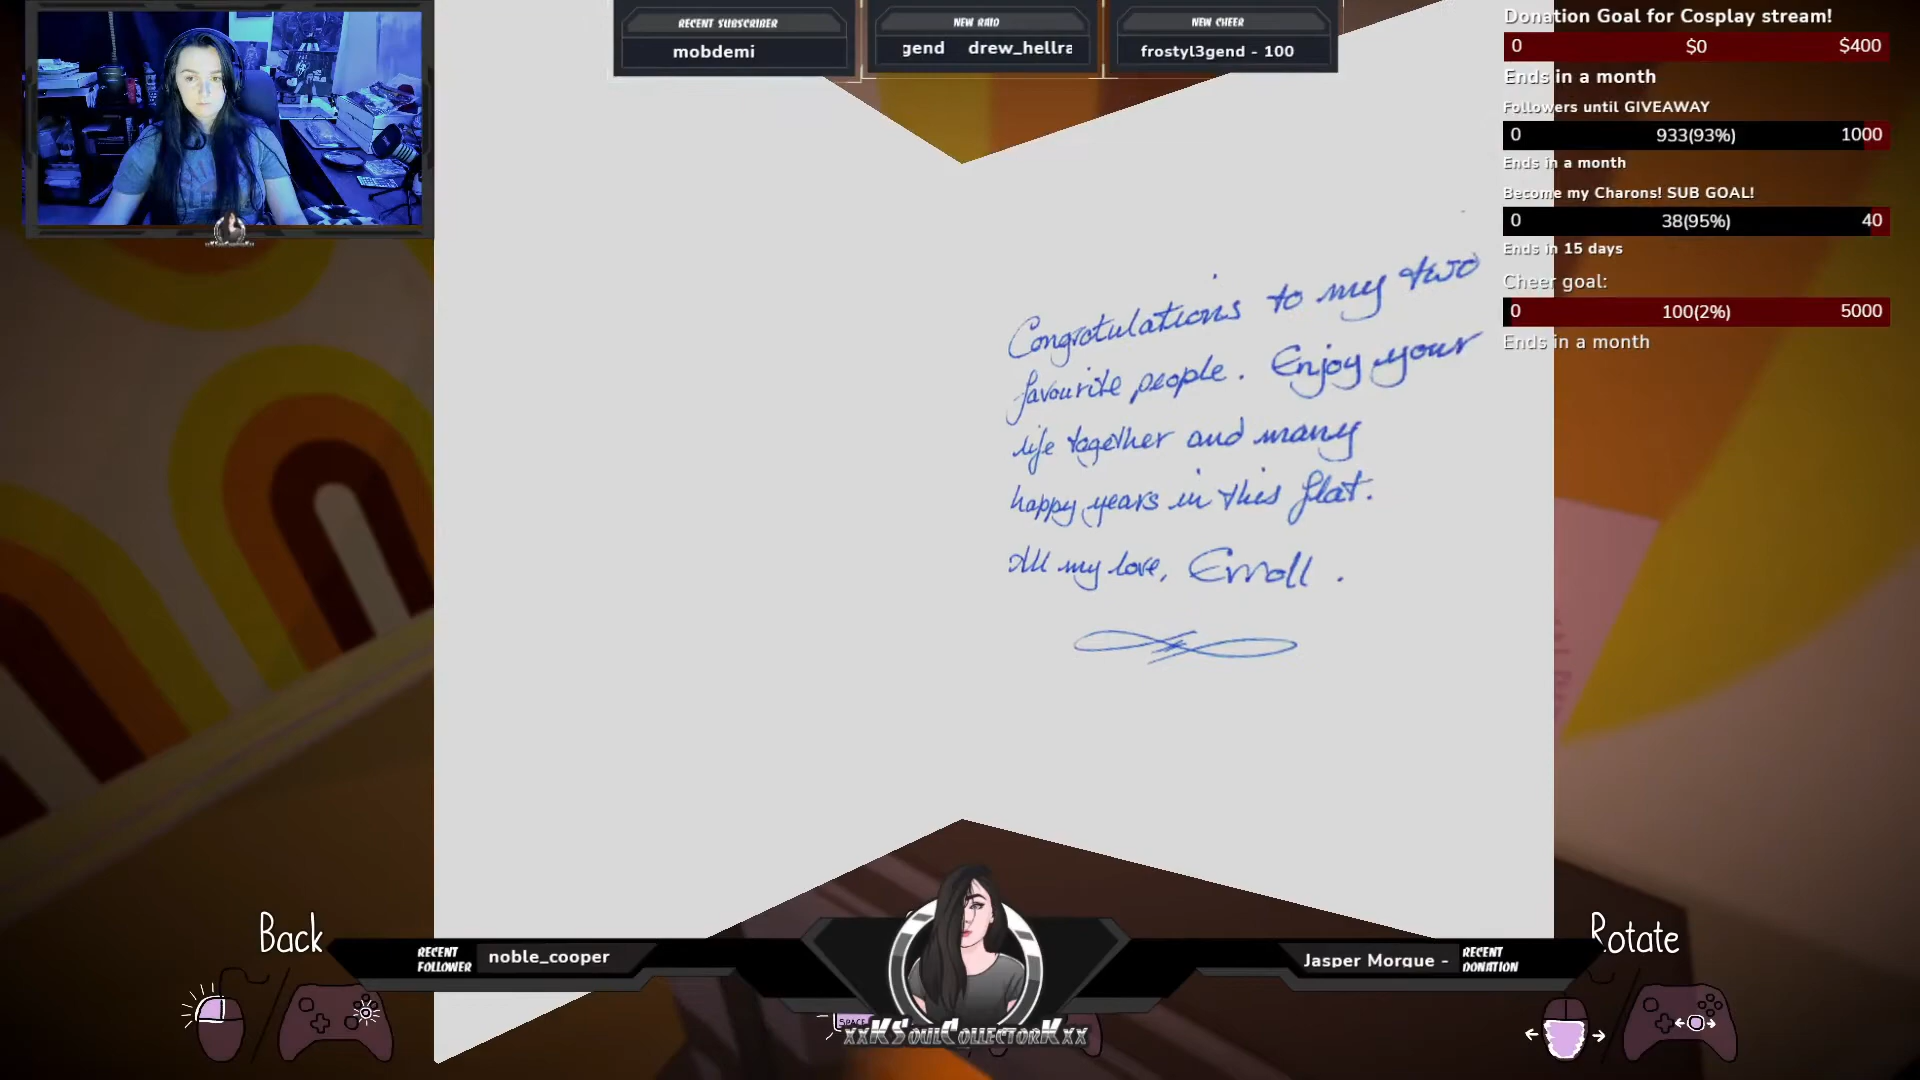 RECENT SUBSCRIBER
mobdemi
NEW RAID
gend drew_hellra
NEW CHEER
frostyl3gend - 100
Donation Goal for Cosplay stream!
0 $0 $400
Ends in a month
Followers until GIVEAWAY
0 933(93%) 1000
Ends in a month
Become my Charons! SUB GOAL!
0 38(95%) 40
Ends in 15 days
Cheer goal:
0 100(2%) 5000
Ends in a month
Congratulations to my two
favourite people. Enjoy your
life together and many
happy years in this flat.
All my love, Erroll.
Back
Rotate
RECENT FOLLOWER
noble_cooper
Jasper Morgue -
RECENT DONATION
SPACE
xxKSoulCollectorKxx